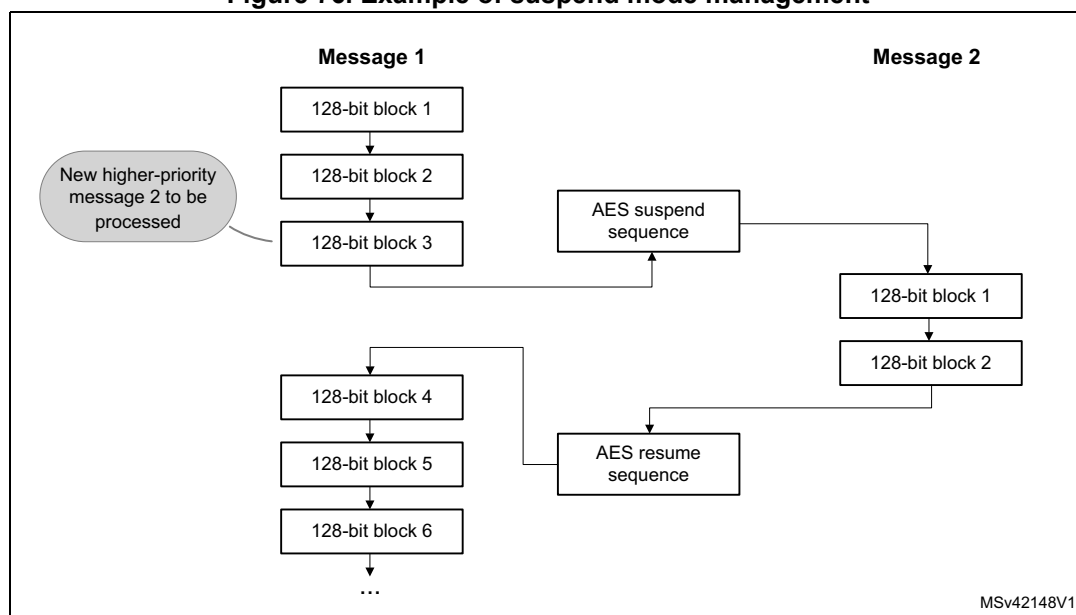 Figure 70. Example of suspend mode management
Message 1
Message 2
128-bit block 1
128-bit block 2
New higher-priority
message 2 to be
processed
128-bit block 3
AES suspend
sequence
128-bit block 1
128-bit block 2
128-bit block 4
AES resume
sequence
128-bit block 5
128-bit block 6
...
MSv42148V1